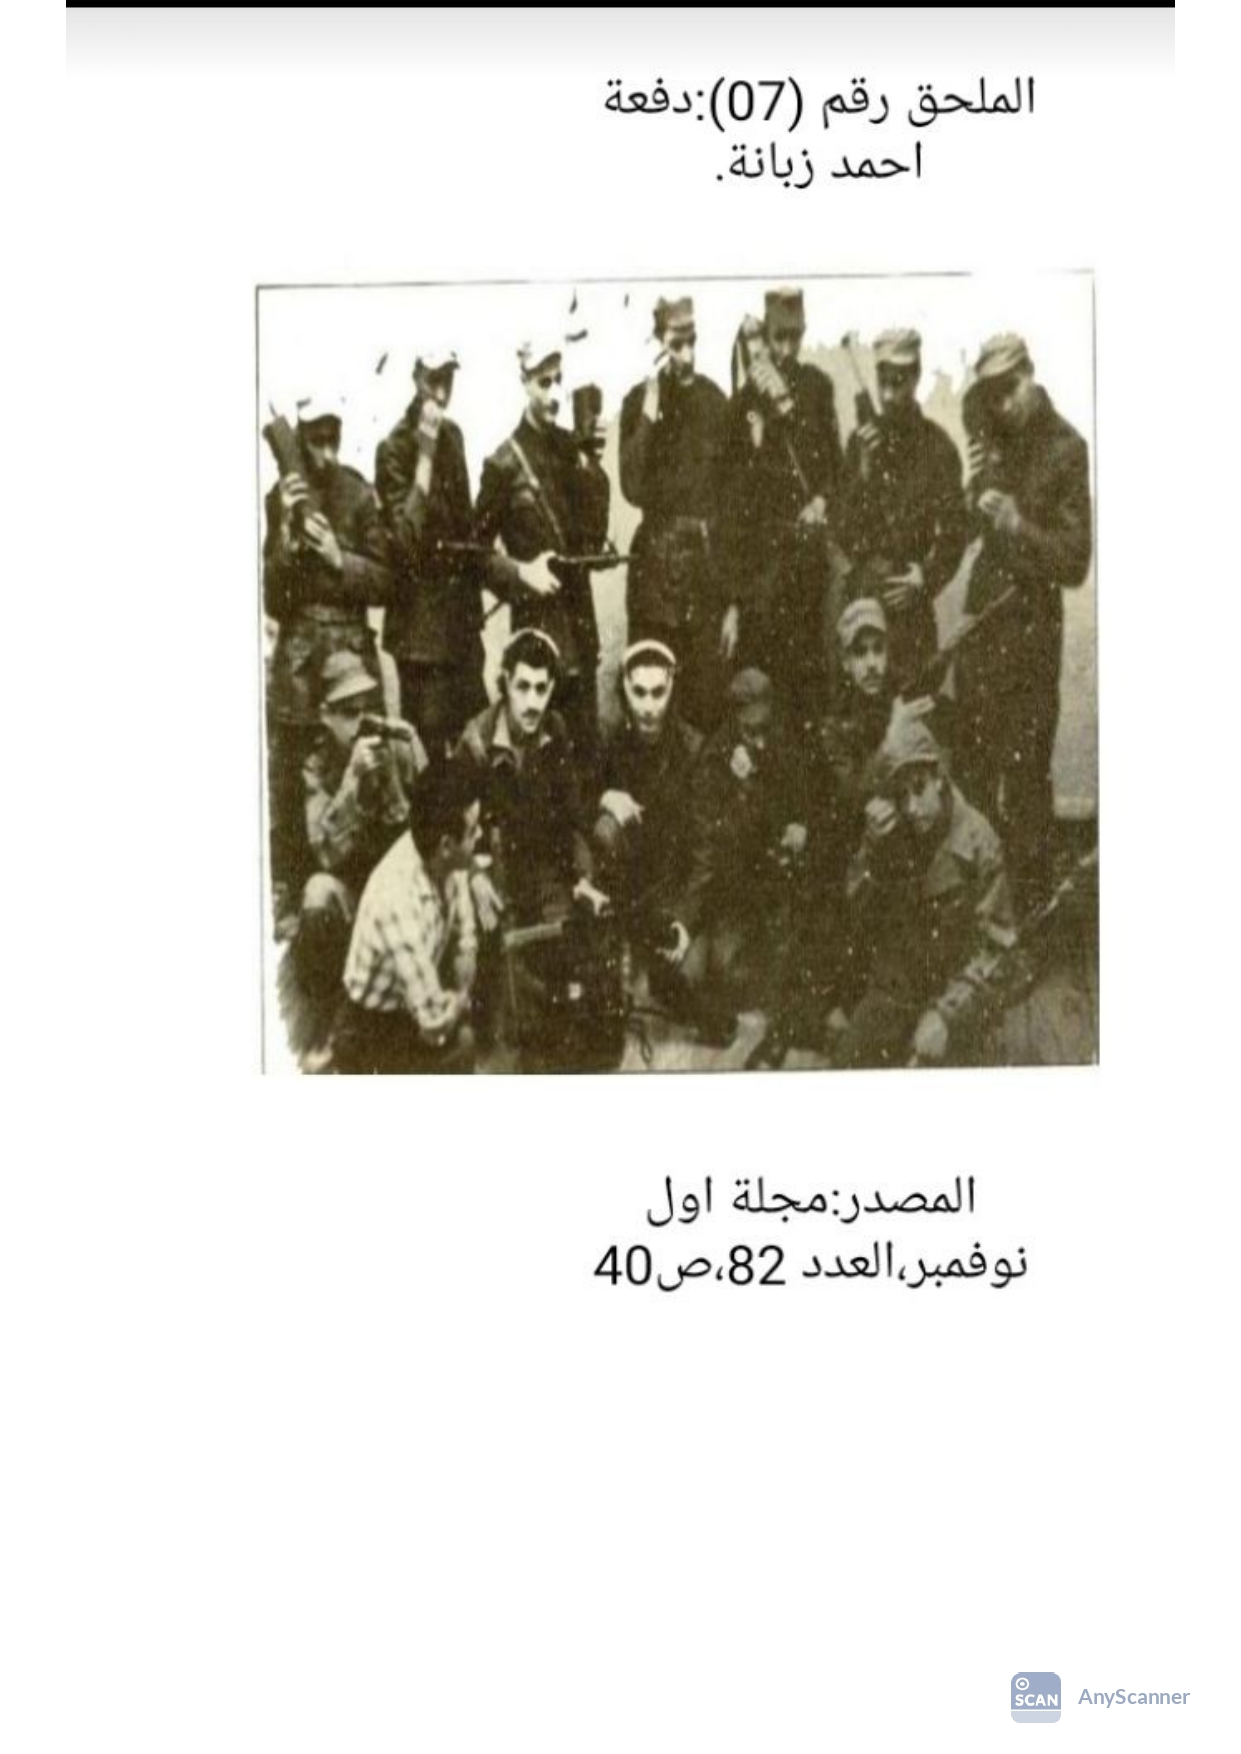 الملحق رقم (07):دفعة
احمد زبانة.
المصدر:مجلة اول
نوفمبر،العدد 82،ص40
SCAN AnyScanner